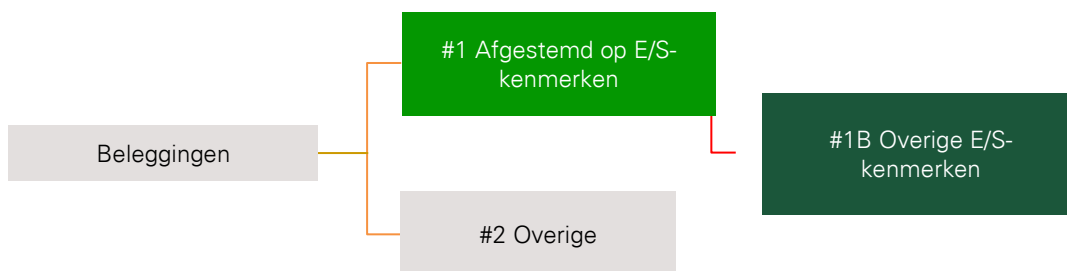 #1 Afgestemd op E/S-
kenmerken
Beleggingen
#1B Overige E/S-
kenmerken
#2 Overige